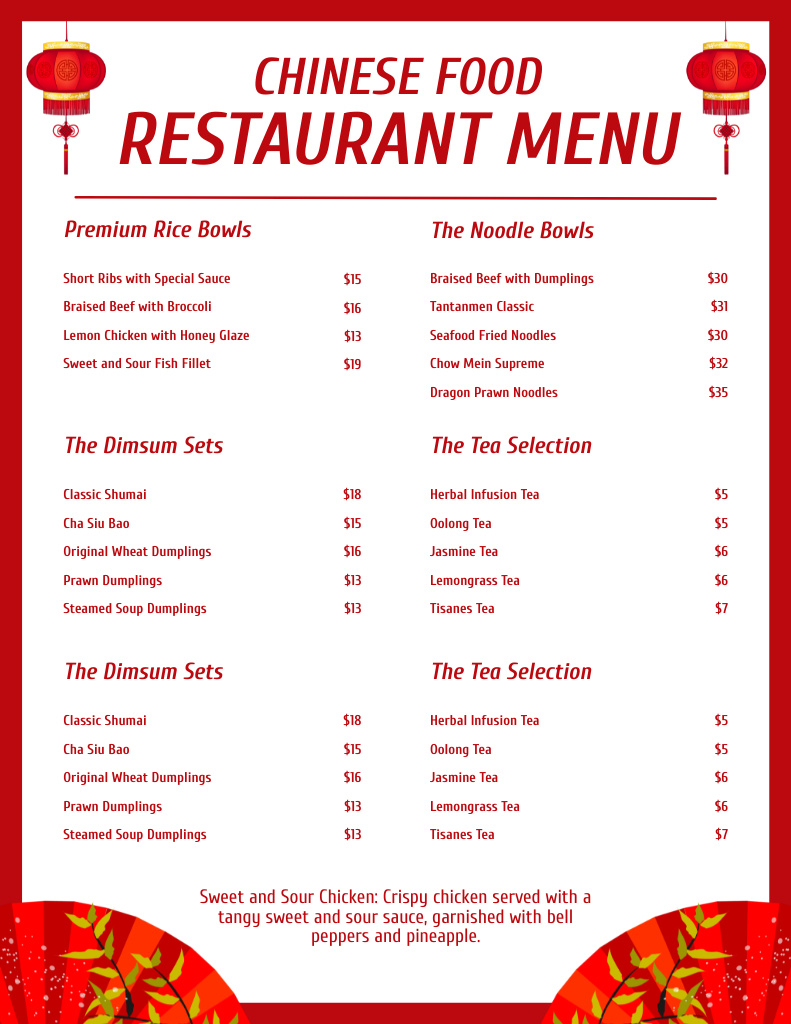 CHINESE FOOD
RESTAURANT MENU
Premium Rice Bowls
Short Ribs with Special Sauce $15
Braised Beef with Broccoli $16
Lemon Chicken with Honey Glaze $13
Sweet and Sour Fish Fillet $19
The Noodle Bowls
Braised Beef with Dumplings $30
Tantanmen Classic $31
Seafood Fried Noodles $30
Chow Mein Supreme $32
Dragon Prawn Noodles $35
The Dimsum Sets
Classic Shumai $18
Cha Siu Bao $15
Original Wheat Dumplings $16
Prawn Dumplings $13
Steamed Soup Dumplings $13
The Tea Selection
Herbal Infusion Tea $5
Oolong Tea $5
Jasmine Tea $6
Lemongrass Tea $6
Tisanes Tea $7
The Dimsum Sets
Classic Shumai $18
Cha Siu Bao $15
Original Wheat Dumplings $16
Prawn Dumplings $13
Steamed Soup Dumplings $13
The Tea Selection
Herbal Infusion Tea $5
Oolong Tea $5
Jasmine Tea $6
Lemongrass Tea $6
Tisanes Tea $7
Sweet and Sour Chicken: Crispy chicken served with a
tangy sweet and sour sauce, garnished with bell
peppers and pineapple.